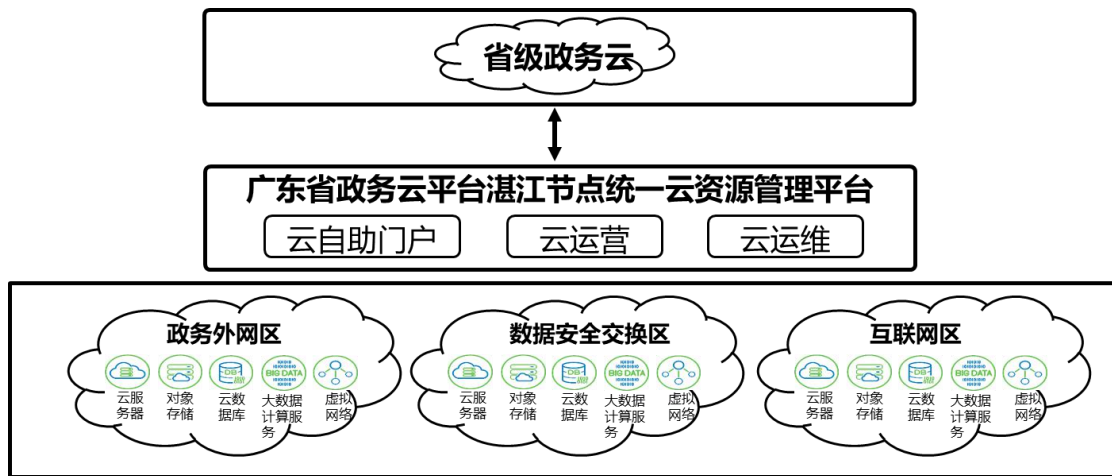 省级政务云
广东省政务云平台湛江节点统一云资源管理平台
云自助门户 云运营 云运维
政务外网区
DB
BIG DATA
云服
务器
对象
存储
云数
据库
大数据
计算服
务
虚拟
网络
数据安全交换区
DB
BIG DATA
云服
务器
对象
存储
云数
据库
大数据
计算服
务
虚拟
网络
互联网区
DB
BIG DATA
云服
务器
对象
存储
云数
据库
大数据
计算服
务
虚拟
网络